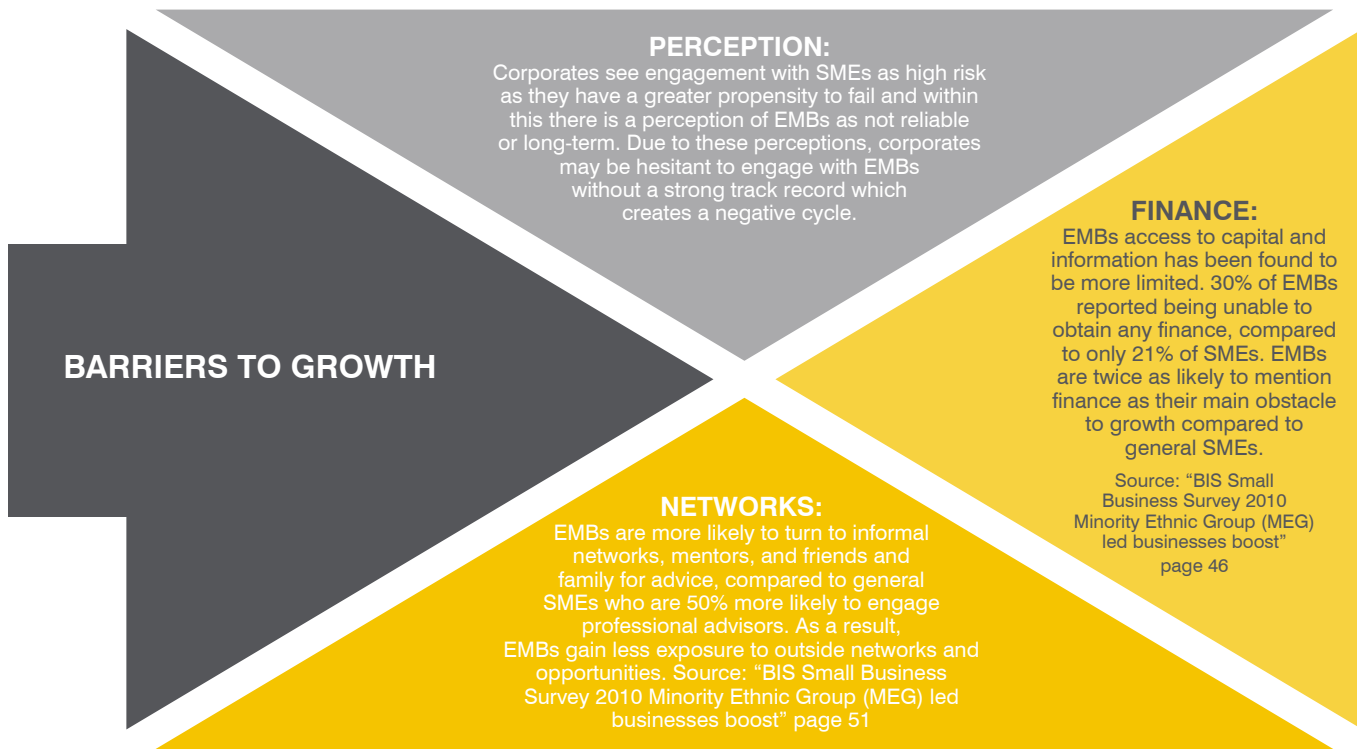 BARRIERS TO GROWTH
PERCEPTION:
Corporates see engagement with SMEs as high risk
as they have a greater propensity to fail and within
this there is a perception of EMBs as not reliable
or long-term. Due to these perceptions, corporates
may be hesitant to engage with EMBs
without a strong track record which
creates a negative cycle.
FINANCE:
EMBs access to capital and
information has been found to
be more limited. 30% of EMBs
reported being unable to
obtain any finance, compared
to only 21% of SMEs. EMBs
are twice as likely to mention
finance as their main obstacle
to growth compared to
general SMEs.
Source: “BIS Small
Business Survey 2010
Minority Ethnic Group (MEG)
led businesses boost”
page 46
NETWORKS:
EMBs are more likely to turn to informal
networks, mentors, and friends and
family for advice, compared to general
SMEs who are 50% more likely to engage
professional advisors. As a result,
EMBs gain less exposure to outside networks and
opportunities. Source: “BIS Small Business
Survey 2010 Minority Ethnic Group (MEG) led
businesses boost” page 51